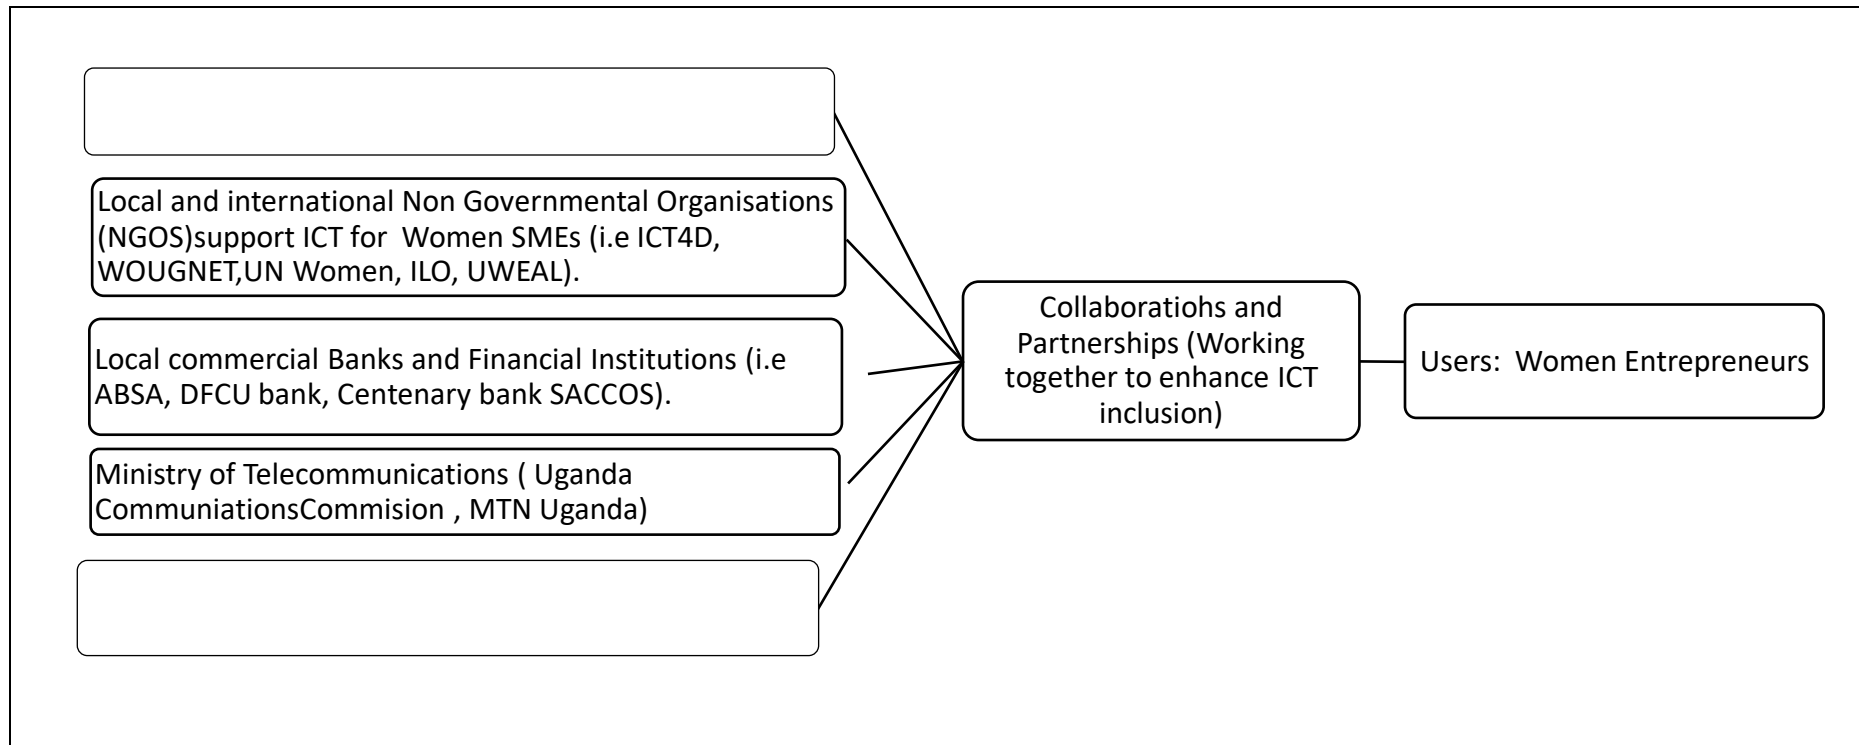 Local and international Non Governmental Organisations
(NGOS)support ICT for  Women SMEs (i.e ICT4D,
WOUGNET,UN Women, ILO, UWEAL).
Local commercial Banks and Financial Institutions (i.e
ABSA, DFCU bank, Centenary bank SACCOS).
Ministry of Telecommunications ( Uganda
CommuniationsCommision , MTN Uganda)
Collaboratiohs and
Partnerships (Working
together to enhance ICT
inclusion)
Users:  Women Entrepreneurs